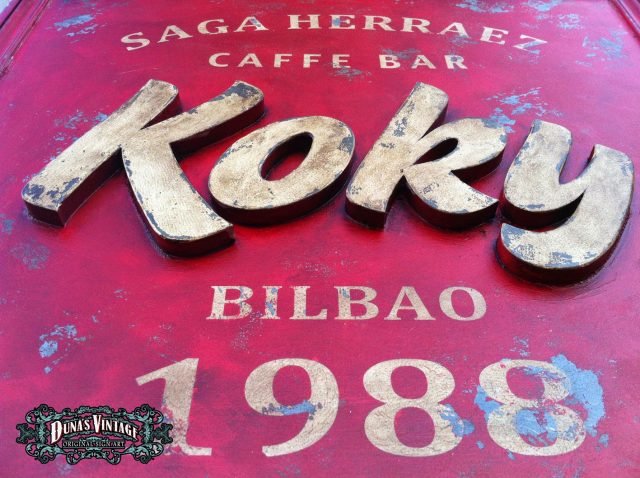 SAGA HERRAEZ
CAFFE BAR
Koky
BILBAO
1988
DUNA'S VINTAGE
ORIGINAL SIGN ART